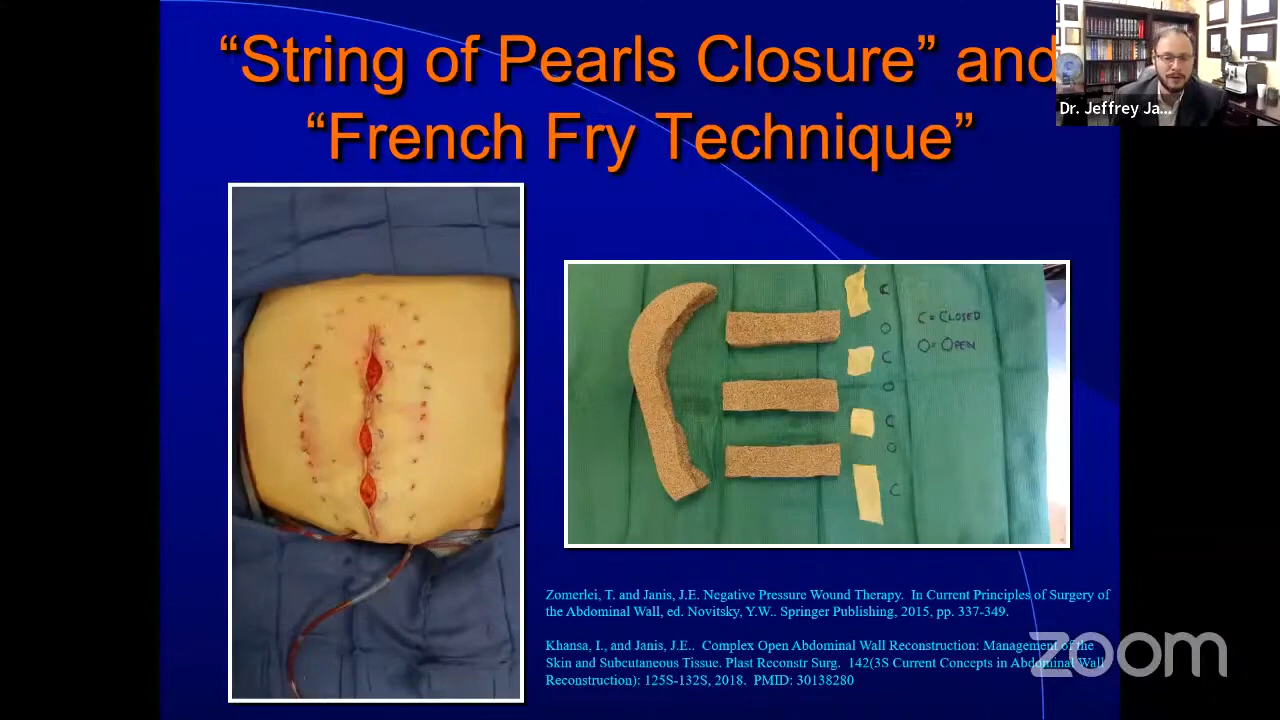 “String of Pearls Closure” and
“French Fry Technique”
Dr. Jeffrey Ja...
C
O
C
O
C
O
C
C = CLOSED
O = OPEN
Zomerlei, T. and Janis, J.E. Negative Pressure Wound Therapy. In Current Principles of Surgery of
the Abdominal Wall, ed. Novitsky, Y.W.. Springer Publishing, 2015, pp. 337-349.
Khansa, I., and Janis, J.E.. Complex Open Abdominal Wall Reconstruction: Management of the
Skin and Subcutaneous Tissue. Plast Reconstr Surg. 142(3S Current Concepts in Abdominal Wall
Reconstruction): 125S-132S, 2018. PMID: 30138280
zoom